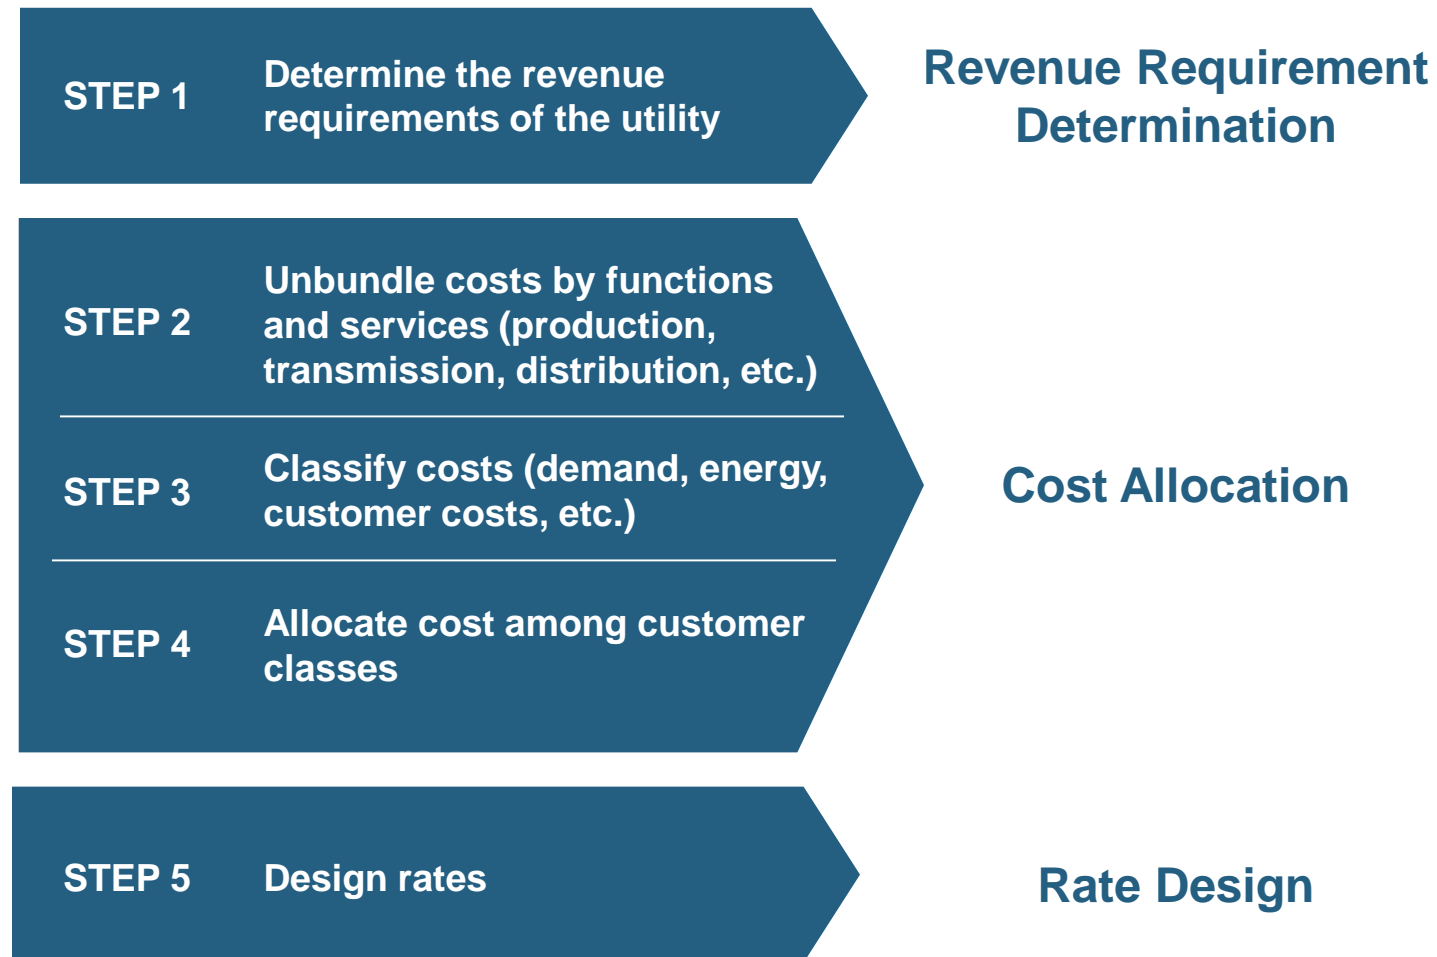 STEP 1
Determine the revenue
requirements of the utility
Revenue Requirement
Determination
STEP 2
Unbundle costs by functions
and services (production,
transmission, distribution, etc.)
STEP 3
Classify costs (demand, energy,
customer costs, etc.)
STEP 4
Allocate cost among customer
classes
Cost Allocation
STEP 5
Design rates
Rate Design